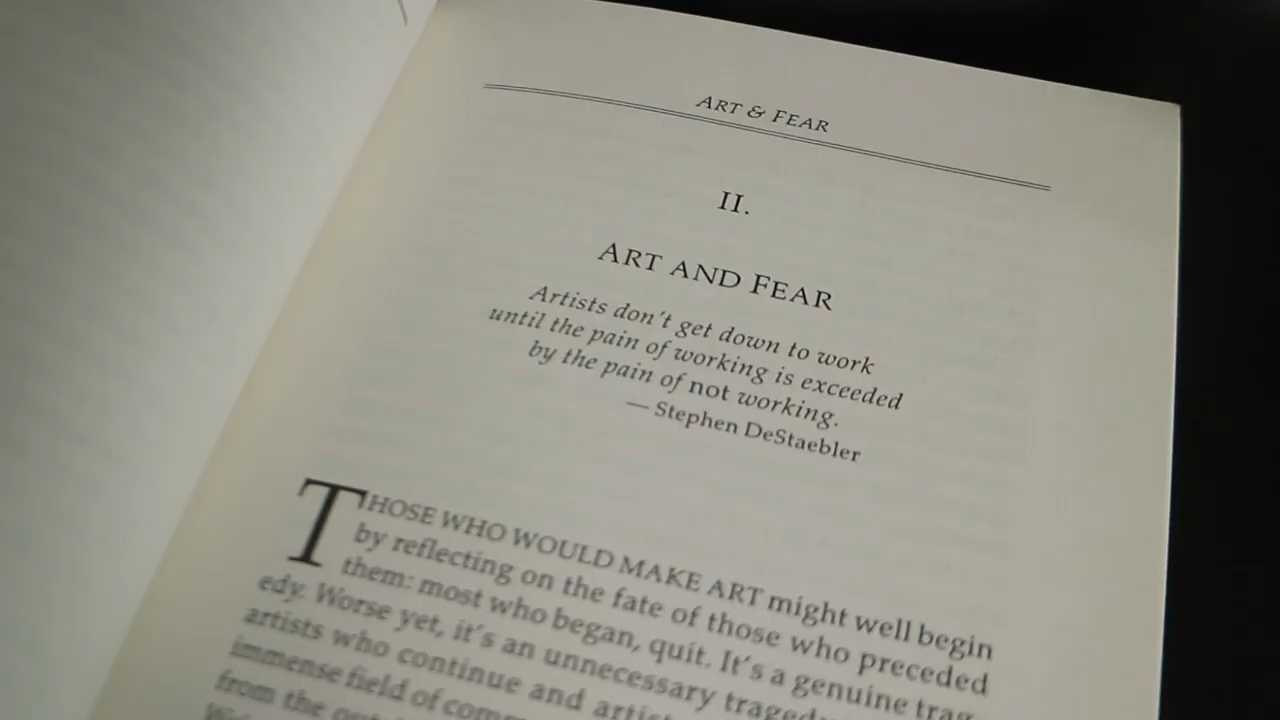 ART & FEAR
II.
ART AND FEAR
Artists don't get down to work
until the pain of working is exceeded
by the pain of not working.
— Stephen DeStaebler
THOSE WHO WOULD MAKE ART might well begin
by reflecting on the fate of those who preceded
them: most who began, quit. It's a genuine trag-
edy. Worse yet, it's an unnecessary tragedy
artists who continue and
immense field of
from the